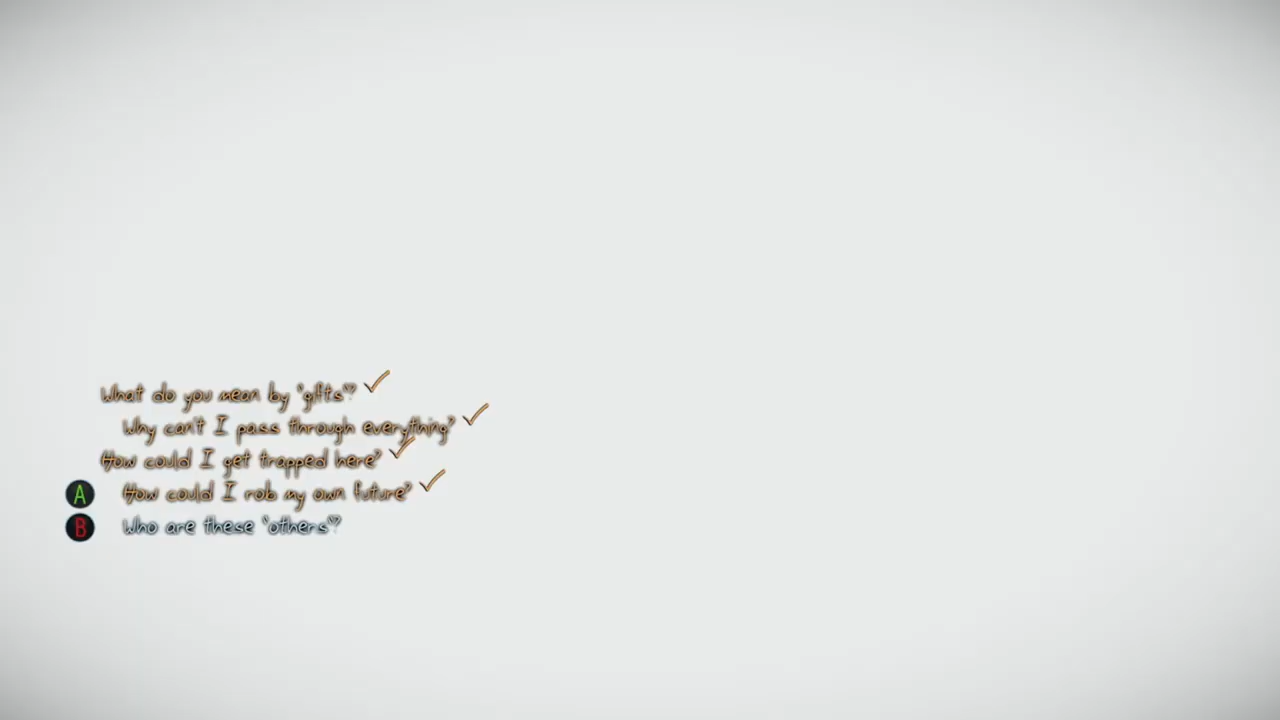 What do you mean by 'gifts'?
Why can't I pass through everything?
How could I get trapped here?
A How could I rob my own future?
B Who are these 'others'?